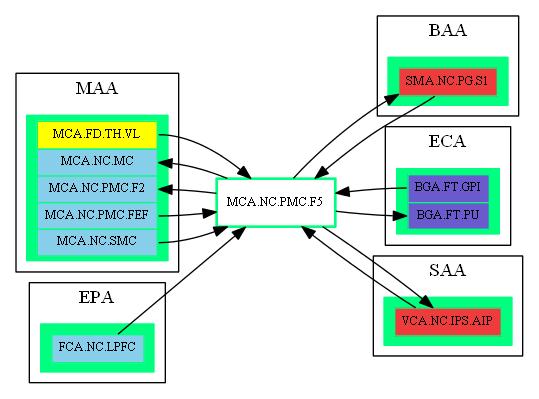 BAA
SMA.NC.PG.S1
MAA
MCA.FD.TH.VL
MCA.NC.MC
MCA.NC.PMC.F2
MCA.NC.PMC.FEF
MCA.NC.SMC
ECA
BGA.FT.GPI
BGA.FT.PU
MCA.NC.PMC.F5
SAA
VCA.NC.IPS.AIP
EPA
FCA.NC.LPFC